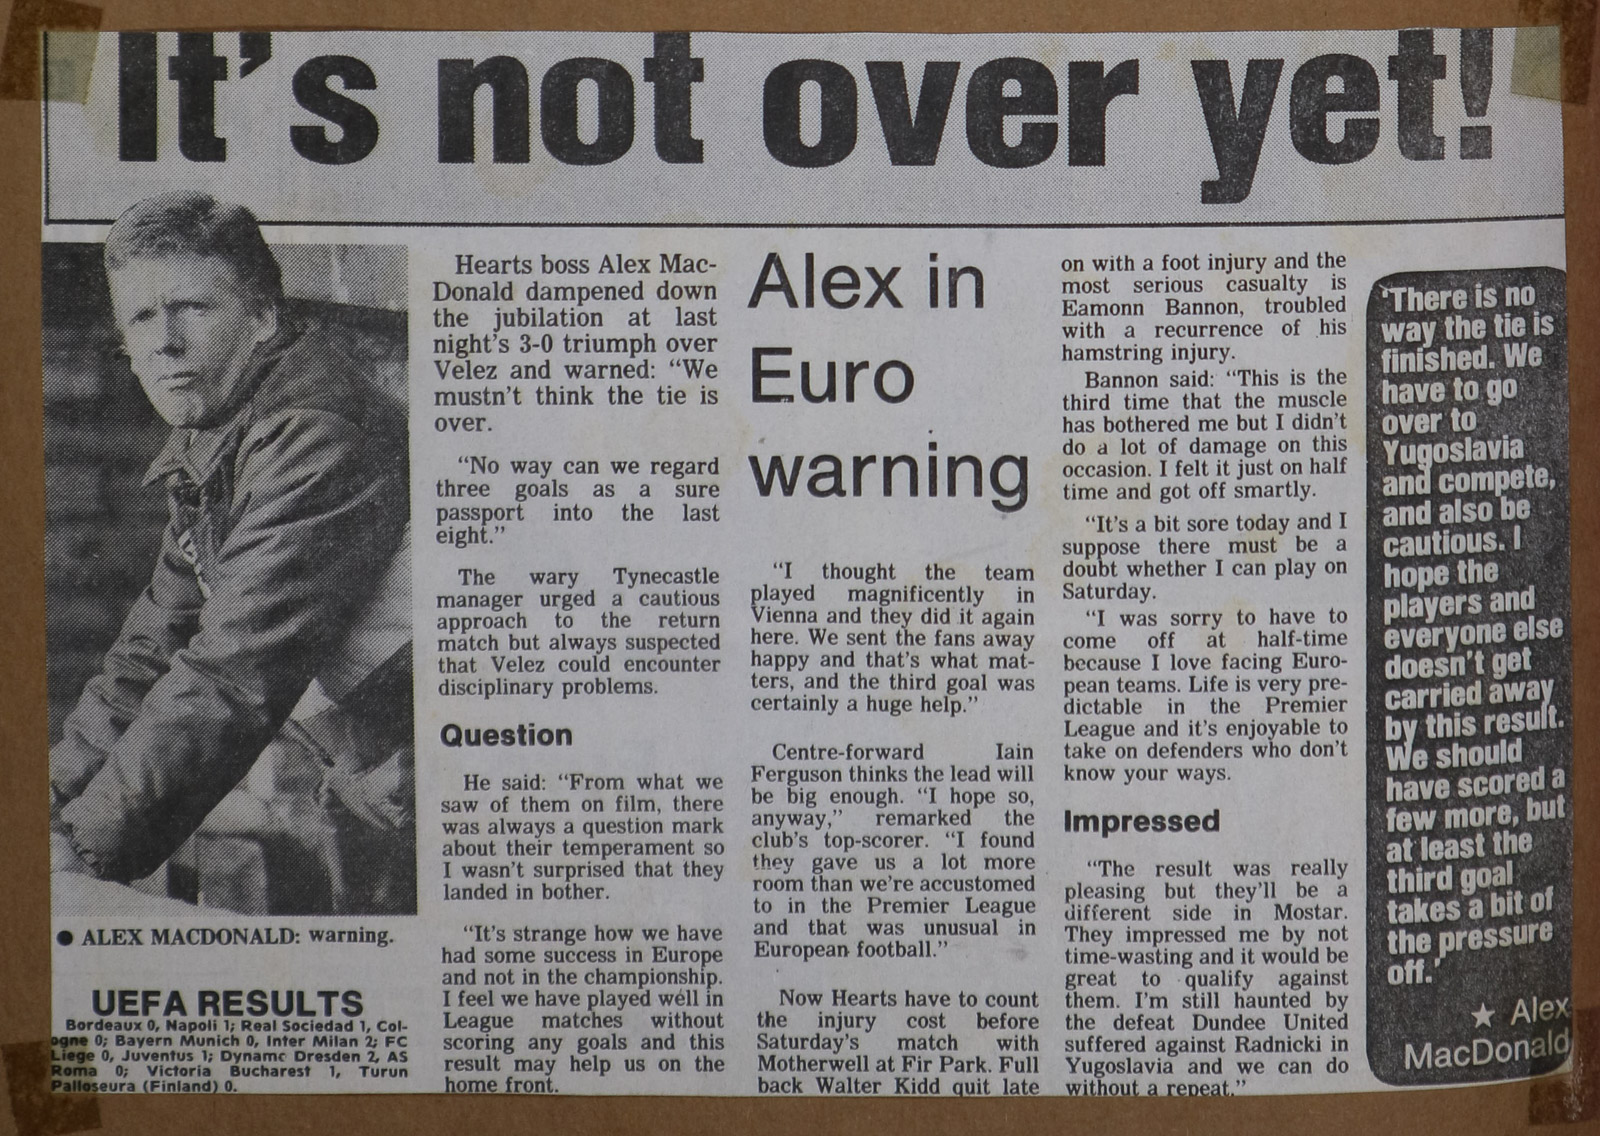 It's not over yet!
● ALEX MACDONALD: warning.
UEFA RESULTS
Bordeaux 0, Napoli 1; Real Sociedad 1, Col-
ogne 0; Bayern Munich 0, Inter Milan 2; FC
Liege 0, Juventus 1; Dynamo Dresden 2, AS
Roma 0; Victoria Bucharest 1, Turun
Palloseura (Finland) 0.
Hearts boss Alex Mac-
Donald dampened down
the jubilation at last
night's 3-0 triumph over
Velez and warned: “We
mustn't think the tie is
over.
“No way can we regard
three goals as a sure
passport into the last
eight.”
The wary Tynecastle
manager urged a cautious
approach to the return
match but always suspected
that Velez could encounter
disciplinary problems.
Question
He said: “From what we
saw of them on film, there
was always a question mark
about their temperament so
I wasn't surprised that they
landed in bother.
“It's strange how we have
had some success in Europe
and not in the championship.
I feel we have played well in
League matches without
scoring any goals and this
result may help us on the
home front.
Alex in
Euro
warning
“I thought the team
played magnificently in
Vienna and they did it again
here. We sent the fans away
happy and that's what mat-
ters, and the third goal was
certainly a huge help.”
Centre-forward Iain
Ferguson thinks the lead will
be big enough. “I hope so,
anyway,” remarked the
club's top-scorer. “I found
they gave us a lot more
room than we're accustomed
to in the Premier League
and that was unusual in
European football.”
Now Hearts have to count
the injury cost before
Saturday's match with
Motherwell at Fir Park. Full
back Walter Kidd quit late
on with a foot injury and the
most serious casualty is
Eamonn Bannon, troubled
with a recurrence of his
hamstring injury.
Bannon said: “This is the
third time that the muscle
has bothered me but I didn't
do a lot of damage on this
occasion. I felt it just on half
time and got off smartly.
“It's a bit sore today and I
suppose there must be a
doubt whether I can play on
Saturday.
“I was sorry to have to
come off at half-time
because I love facing Euro-
pean teams. Life is very pre-
dictable in the Premier
League and it's enjoyable to
take on defenders who don't
know your ways.
Impressed
“The result was really
pleasing but they'll be a
different side in Mostar.
They impressed me by not
time-wasting and it would be
great to qualify against
them. I'm still haunted by
the defeat Dundee United
suffered against Radnicki in
Yugoslavia and we can do
without a repeat.”
‘There is no
way the tie is
finished. We
have to go
over to
Yugoslavia
and compete,
and also be
cautious. I
hope the
players and
everyone else
doesn't get
carried away
by this result.
We should
have scored a
few more, but
at least the
third goal
takes a bit of
the pressure
off.’
★ Alex
MacDonald